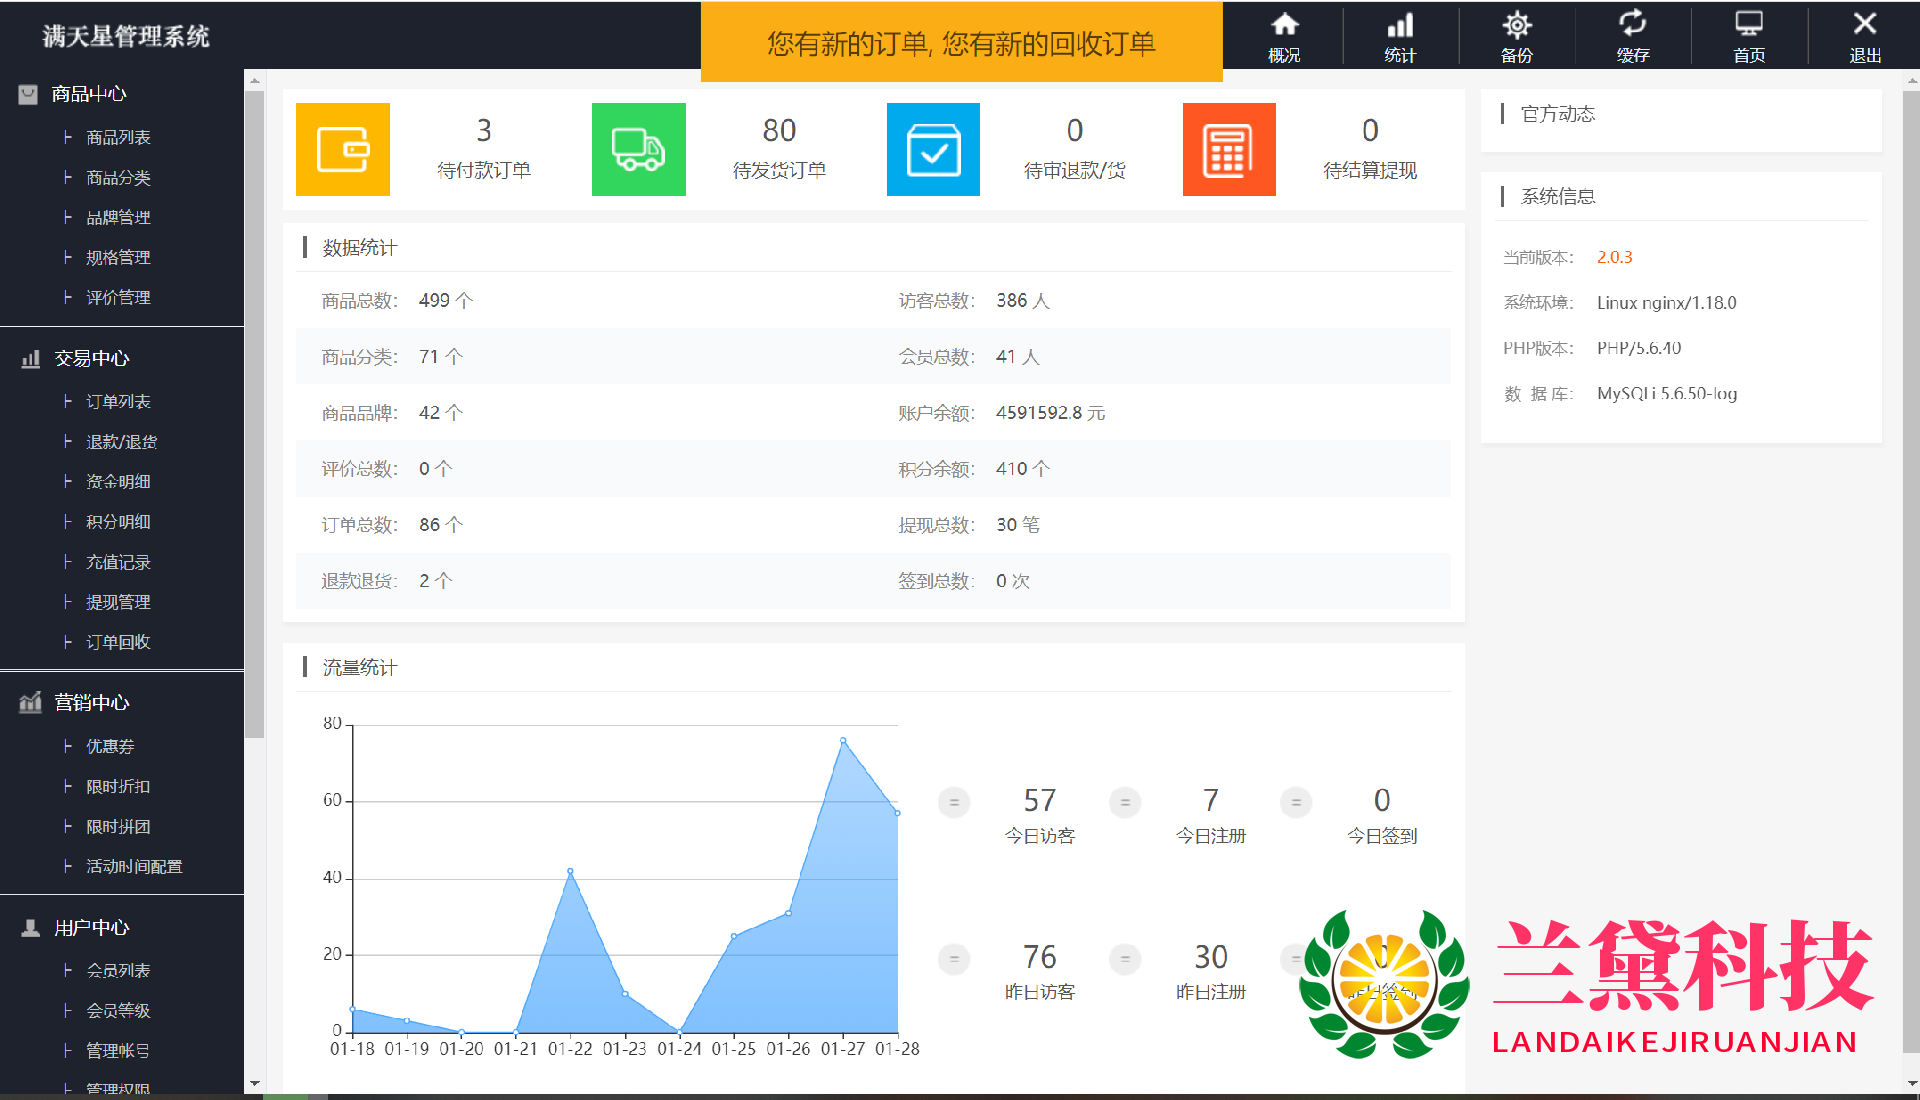 满天星管理系统
您有新的订单, 您有新的回收订单
概况
统计
备份
缓存
首页
退出
商品中心
├ 商品列表
├ 商品分类
├ 品牌管理
├ 规格管理
├ 评价管理
交易中心
├ 订单列表
├ 退款/退货
├ 资金明细
├ 积分明细
├ 充值记录
├ 提现管理
├ 订单回收
营销中心
├ 优惠券
├ 限时折扣
├ 限时拼团
├ 活动时间配置
用户中心
├ 会员列表
├ 会员等级
├ 管理帐号
├ 管理权限
3
待付款订单
80
待发货订单
0
待审退款/货
0
待结算提现
数据统计
商品总数: 499 个 访客总数: 386 人
商品分类: 71 个 会员总数: 41 人
商品品牌: 42 个 账户余额: 4591592.8 元
评价总数: 0 个 积分余额: 410 个
订单总数: 86 个 提现总数: 30 笔
退款退货: 2 个 签到总数: 0 次
流量统计
80
60
40
20
0
01-18 01-19 01-20 01-21 01-22 01-23 01-24 01-25 01-26 01-27 01-28
57
今日访客
7
今日注册
0
今日签到
76
昨日访客
30
昨日注册
0
昨日签到
官方动态
系统信息
当前版本: 2.0.3
系统环境: Linux nginx/1.18.0
PHP版本: PHP/5.6.40
数 据 库: MySQLi 5.6.50-log
兰黛科技
LANDAIKEJIRUANJIAN